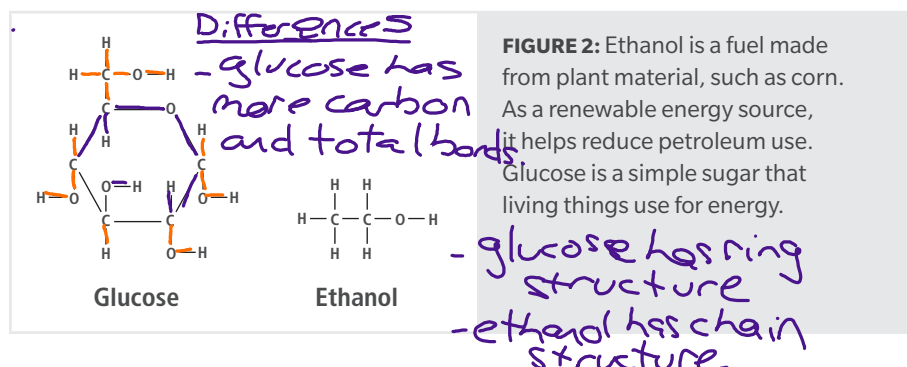 Differences
- glucose has
more carbon
and total bonds.
H
H C O H
C O
H
H H
C C
H O O H H O H
C C
H O H
Glucose
H H
H C C O H
H H
Ethanol
FIGURE 2: Ethanol is a fuel made
from plant material, such as corn.
As a renewable energy source,
it helps reduce petroleum use.
Glucose is a simple sugar that
living things use for energy.
- glucose has ring
structure
- ethanol has chain
structure.